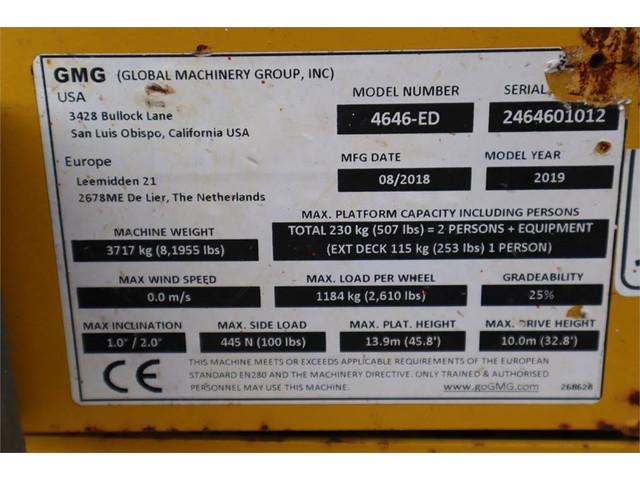 GMG (GLOBAL MACHINERY GROUP, INC)
USA
3428 Bullock Lane
San Luis Obispo, California USA
Europe
Leemidden 21
2678ME De Lier, The Netherlands
MODEL NUMBER
4646-ED
SERIAL
2464601012
MFG DATE
08/2018
MODEL YEAR
2019
MACHINE WEIGHT
3717 kg (8,1955 lbs)
MAX. PLATFORM CAPACITY INCLUDING PERSONS
TOTAL 230 kg (507 lbs) = 2 PERSONS + EQUIPMENT
(EXT DECK 115 kg (253 lbs) 1 PERSON)
MAX WIND SPEED
0.0 m/s
MAX. LOAD PER WHEEL
1184 kg (2,610 lbs)
GRADEABILITY
25%
MAX INCLINATION
1.0° / 2.0°
MAX. SIDE LOAD
445 N (100 lbs)
MAX. PLAT. HEIGHT
13.9m (45.8')
MAX. DRIVE HEIGHT
10.0m (32.8')
CE
THIS MACHINE MEETS OR EXCEEDS APPLICABLE REQUIREMENTS OF THE EUROPEAN
STANDARD EN280 AND THE MACHINERY DIRECTIVE. ONLY TRAINED & AUTHORISED
PERSONNEL MAY USE THIS MACHINE.
www.goGMG.com
268628